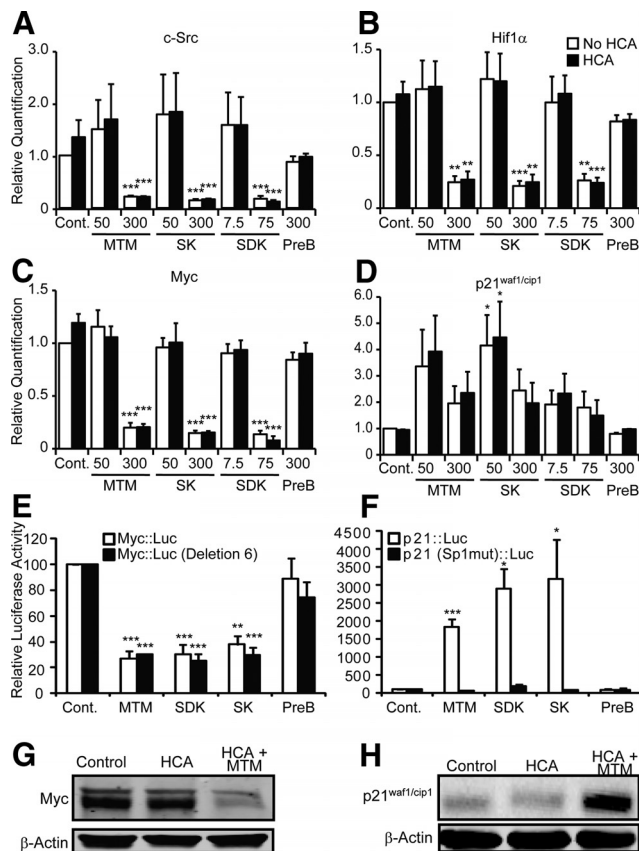 A
c-Src
Relative Quantification
3.0
2.0
1.0
0
*** ***
*** ***
*** ***
Cont. 50 300 50 300 7.5 75 300
MTM SK SDK PreB
B
Hif1α
No HCA
HCA
1.5
1.0
0.5
0
** **
*** **
** ***
Cont. 50 300 50 300 7.5 75 300
MTM SK SDK PreB
C
Myc
Relative Quantification
1.5
1.0
0.5
0
*** ***
*** ***
*** ***
Cont. 50 300 50 300 7.5 75 300
MTM SK SDK PreB
D
p21waf1/cip1
6.0
5.0
4.0
3.0
2.0
1.0
0
* *
Cont. 50 300 50 300 7.5 75 300
MTM SK SDK PreB
E
Myc::Luc
Myc::Luc (Deletion 6)
Relative Luciferase Activity
120
100
80
60
40
20
0
*** ***
*** ***
** ***
Cont. MTM SDK SK PreB
F
p21::Luc
p21 (Sp1mut)::Luc
4500
4000
3500
3000
2500
2000
1500
1000
500
0
***
*
*
Cont. MTM SDK SK PreB
G
Control HCA HCA + MTM
Myc
β-Actin
H
Control HCA HCA + MTM
p21waf1/cip1
β-Actin